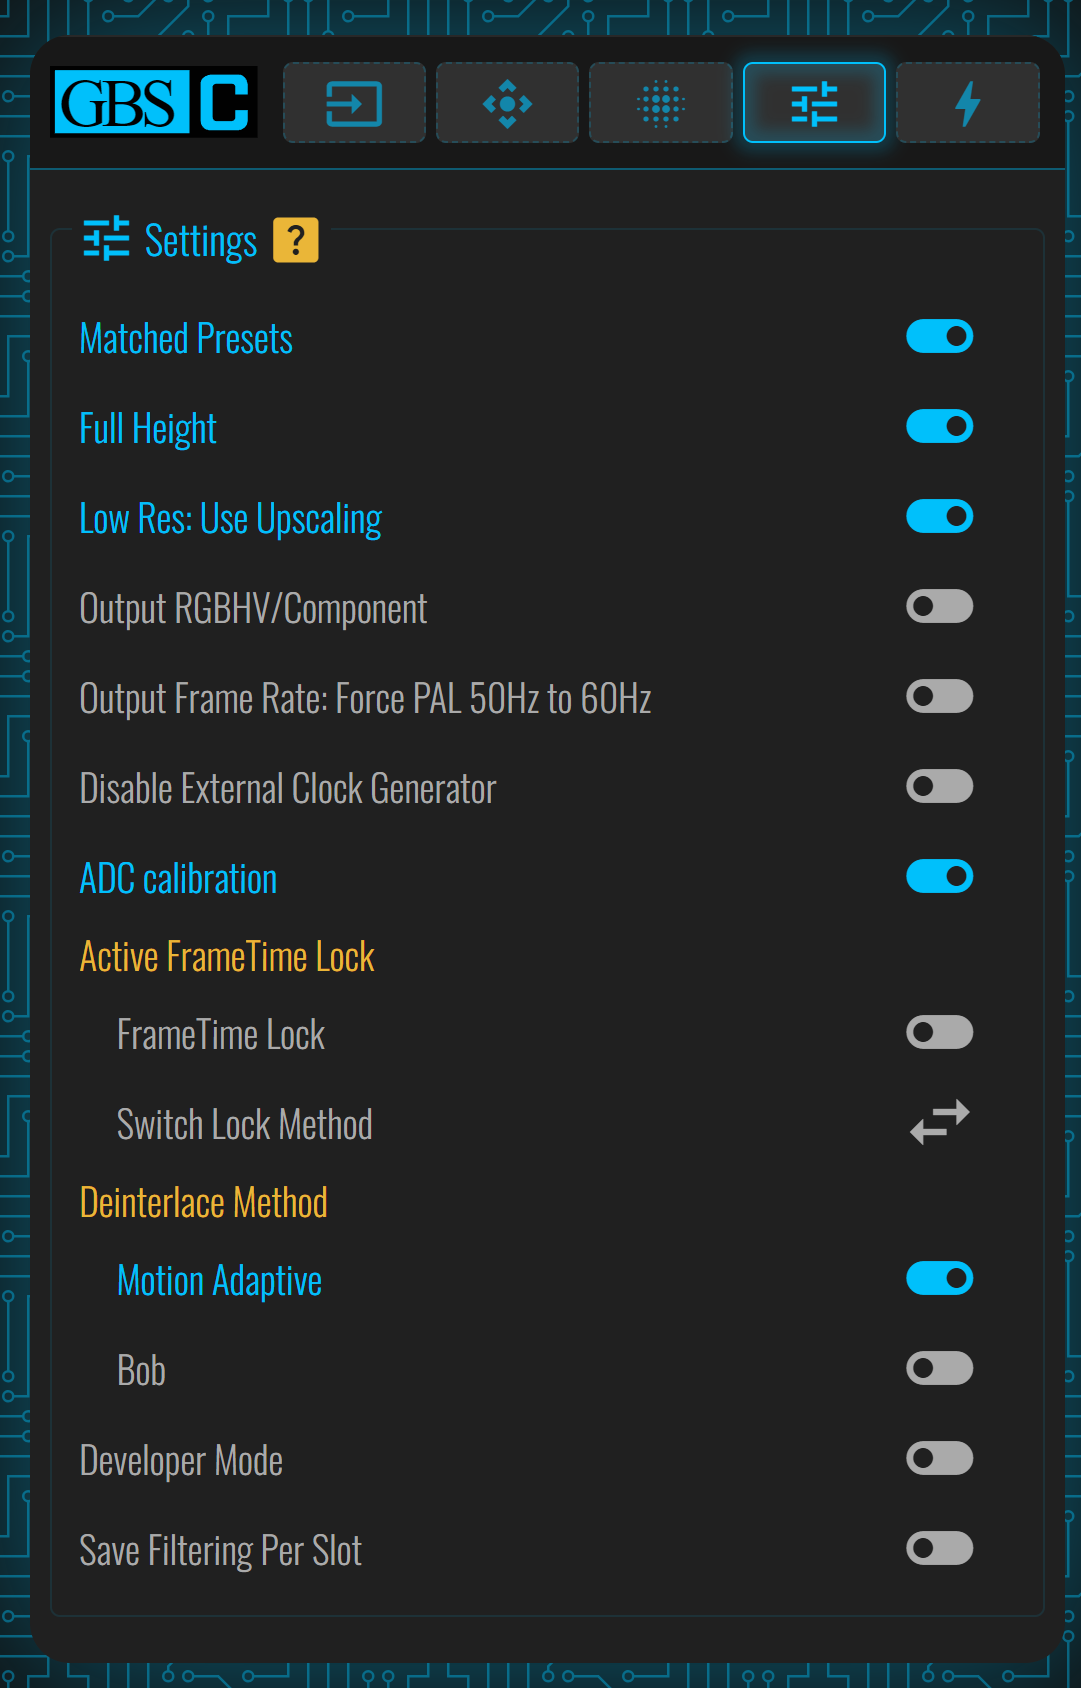 GBS C
Settings ?
Matched Presets
Full Height
Low Res: Use Upscaling
Output RGBHV/Component
Output Frame Rate: Force PAL 50Hz to 60Hz
Disable External Clock Generator
ADC calibration
Active FrameTime Lock
FrameTime Lock
Switch Lock Method
Deinterlace Method
Motion Adaptive
Bob
Developer Mode
Save Filtering Per Slot